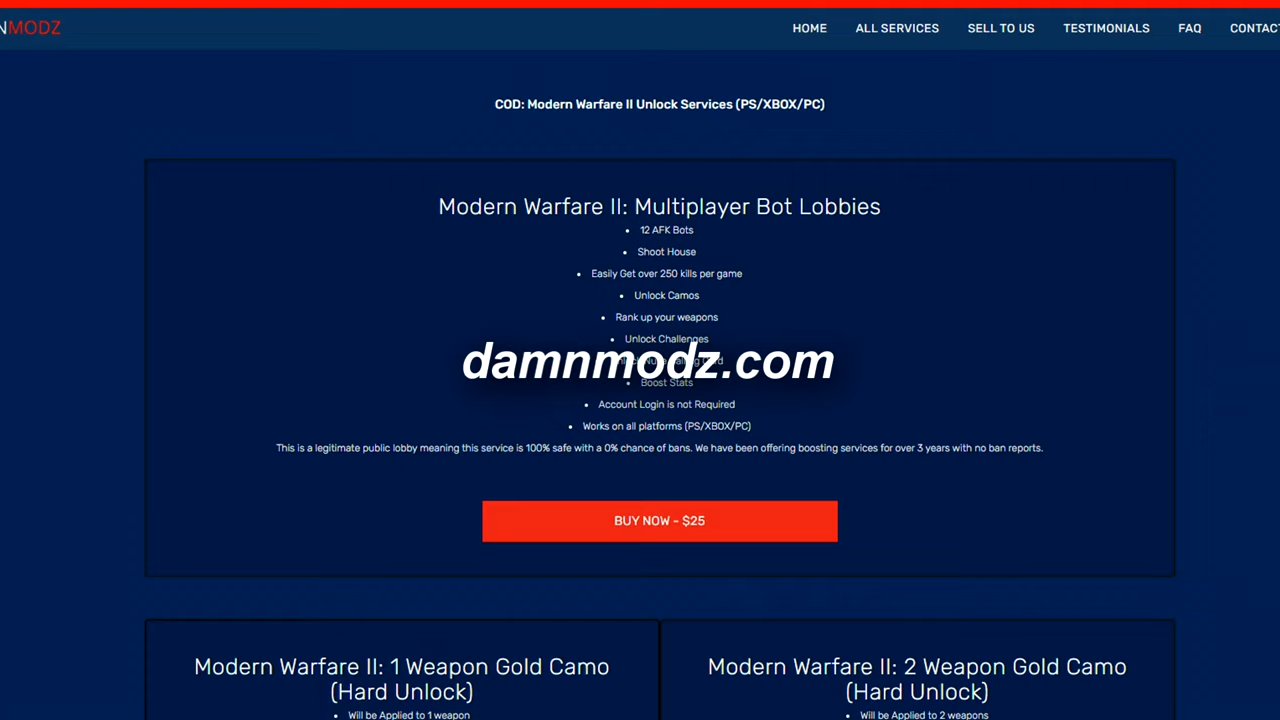 NMODZ
HOME ALL SERVICES SELL TO US TESTIMONIALS FAQ CONTAC
COD: Modern Warfare II Unlock Services (PS/XBOX/PC)
Modern Warfare II: Multiplayer Bot Lobbies
• 12 AFK Bots
• Shoot House
• Easily Get over 250 kills per game
• Unlock Camos
• Rank up your weapons
• Unlock Challenges
damnmodz.com
• Boost Stats
• Account Login is not Required
• Works on all platforms (PS/XBOX/PC)
This is a legitimate public lobby meaning this service is 100% safe with a 0% chance of bans. We have been offering boosting services for over 3 years with no ban reports.
BUY NOW - $25
Modern Warfare II: 1 Weapon Gold Camo
(Hard Unlock)
• Will be Applied to 1 weapon
Modern Warfare II: 2 Weapon Gold Camo
(Hard Unlock)
• Will be Applied to 2 weapons